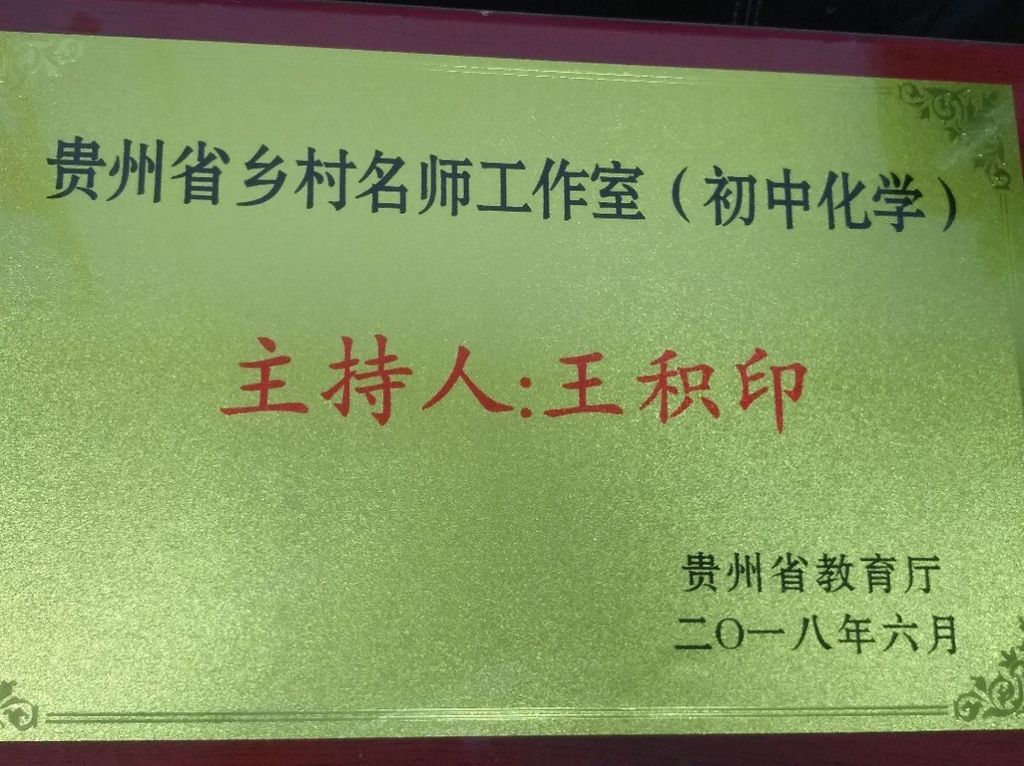 贵州省乡村名师工作室（初中化学）
主持人:王积印
贵州省教育厅
二〇一八年六月